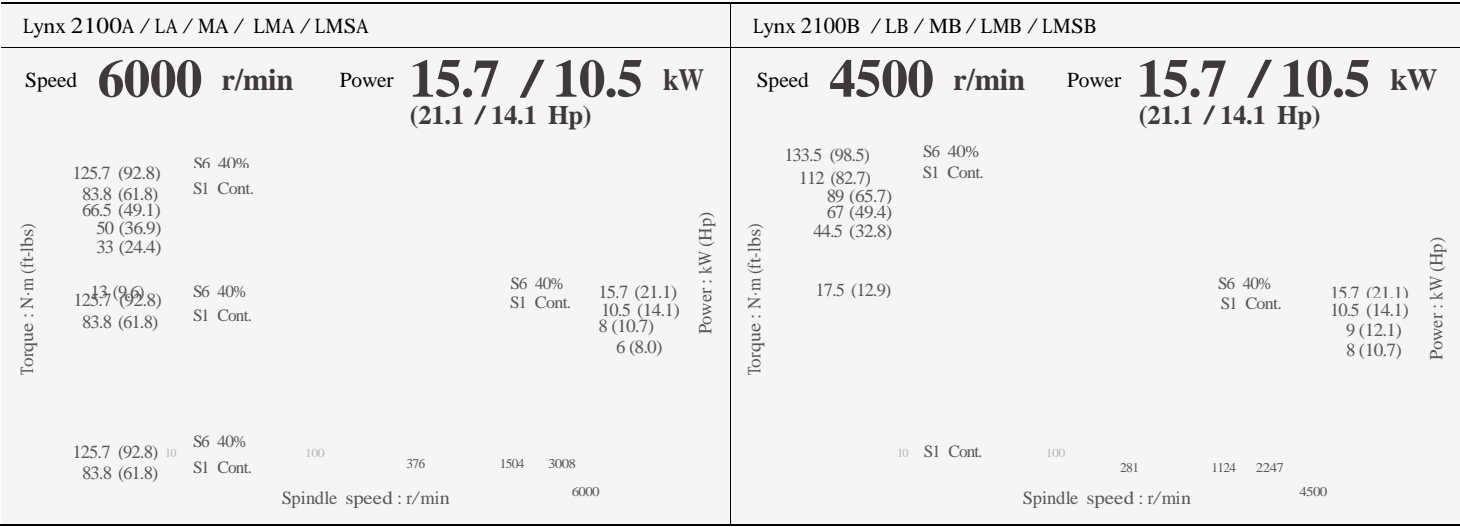 Lynx 2100A / LA / MA / LMA / LMSA
Speed 6000 r/min Power 15.7 / 10.5 kW
(21.1 / 14.1 Hp)
S6 40%
125.7 (92.8)
S1 Cont.
83.8 (61.8)
66.5 (49.1)
50 (36.9)
33 (24.4)
Torque : N·m (ft-lbs)
13 (9.6)
125.7 (92.8)
S6 40%
83.8 (61.8)
S1 Cont.
S6 40%
S1 Cont.
15.7 (21.1)
10.5 (14.1)
8 (10.7)
6 (8.0)
Power : kW (Hp)
S6 40%
125.7 (92.8)
10
100
S1 Cont.
83.8 (61.8)
376
1504
3008
6000
Spindle speed : r/min
Lynx 2100B / LB / MB / LMB / LMSB
Speed 4500 r/min Power 15.7 / 10.5 kW
(21.1 / 14.1 Hp)
133.5 (98.5)
S6 40%
112 (82.7)
S1 Cont.
89 (65.7)
67 (49.4)
44.5 (32.8)
Torque : N·m (ft-lbs)
17.5 (12.9)
S6 40%
S1 Cont.
15.7 (21.1)
10.5 (14.1)
9 (12.1)
8 (10.7)
Power : kW (Hp)
10
S1 Cont.
100
281
1124
2247
4500
Spindle speed : r/min